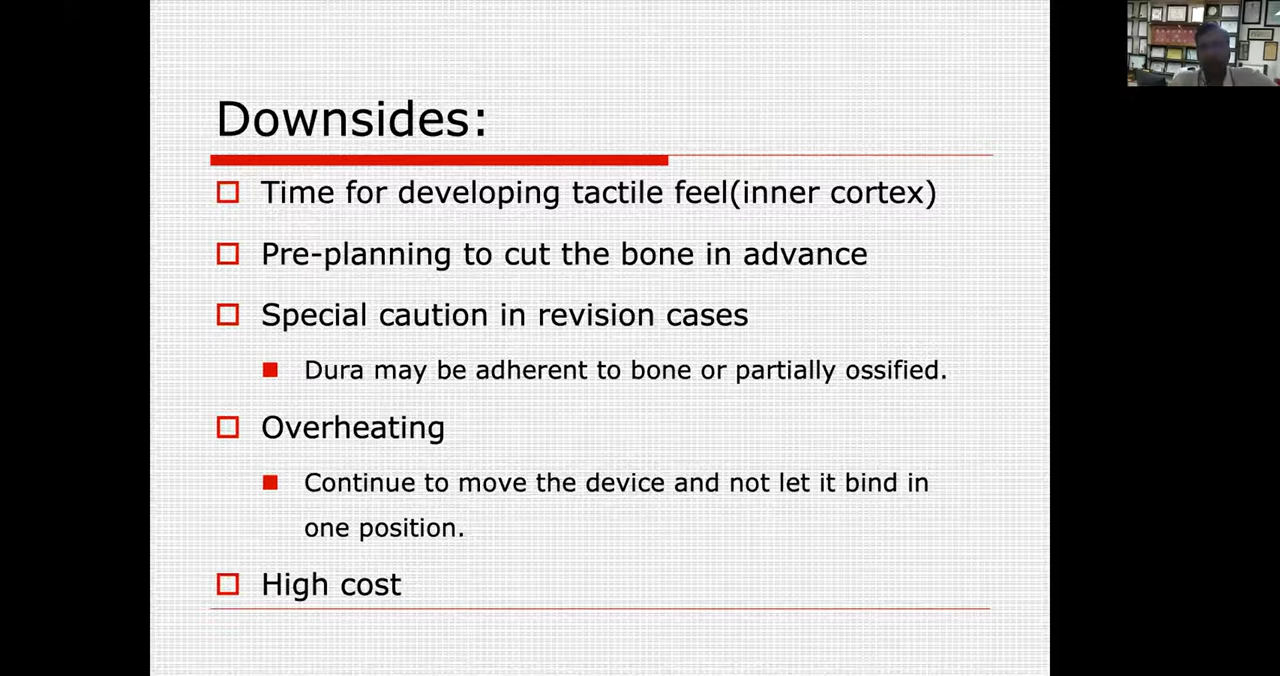 Downsides:
Time for developing tactile feel(inner cortex)
Pre-planning to cut the bone in advance
Special caution in revision cases
Dura may be adherent to bone or partially ossified.
Overheating
Continue to move the device and not let it bind in
one position.
High cost